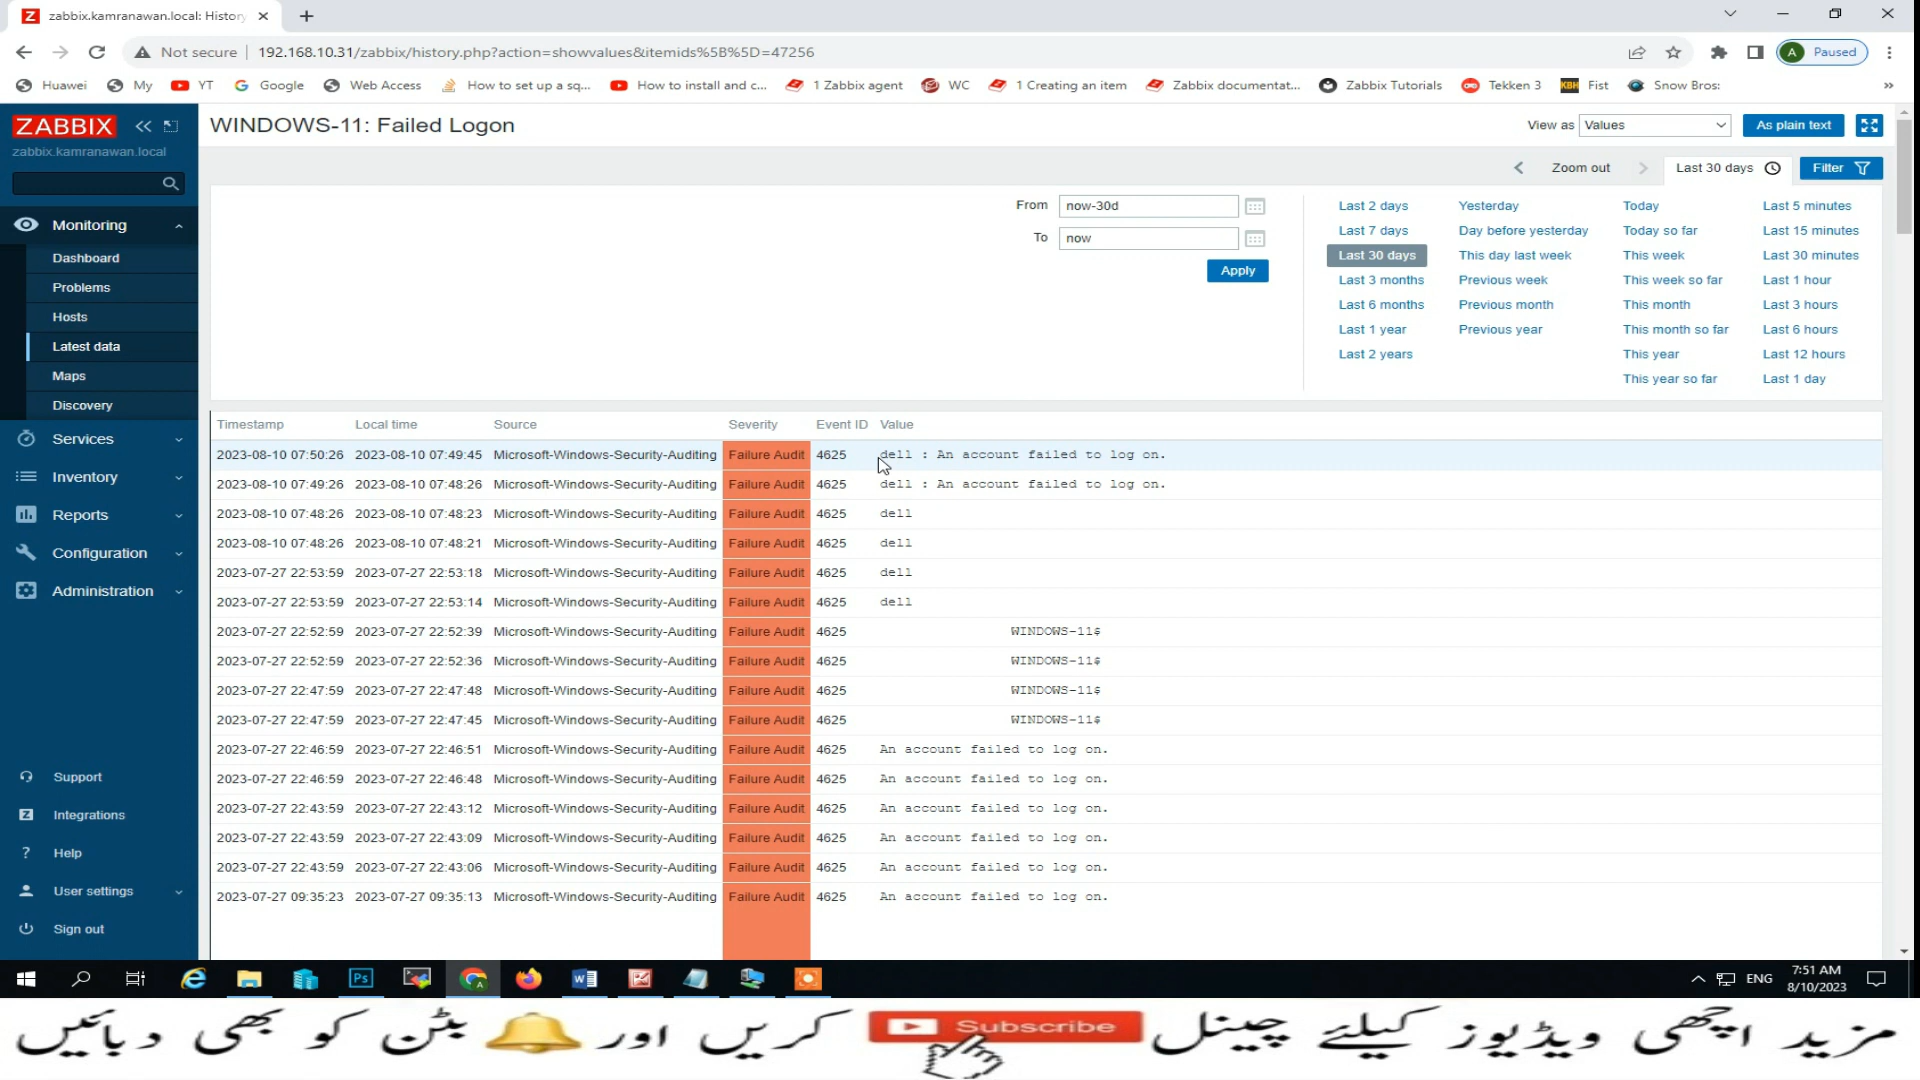 zabbix.kamranawan.local: History
Not secure 192.168.10.31/zabbix/history.php?action=showvalues&itemids%5B%5D=47256 A Paused
Huawei My YT Google Web Access How to set up a sq... How to install and c... 1 Zabbix agent WC 1 Creating an item Zabbix documentat... Zabbix Tutorials Tekken 3 KBH Fist Snow Bros: »
ZABBIX
zabbix.kamranawan.local
Monitoring
Dashboard
Problems
Hosts
Latest data
Maps
Discovery
Services
Inventory
Reports
Configuration
Administration
Support
Integrations
Help
User settings
Sign out
WINDOWS-11: Failed Logon
View as Values As plain text
Zoom out Last 30 days Filter
From now-30d
To now
Apply
Last 2 days Yesterday Today Last 5 minutes
Last 7 days Day before yesterday Today so far Last 15 minutes
Last 30 days This day last week This week Last 30 minutes
Last 3 months Previous week This week so far Last 1 hour
Last 6 months Previous month This month Last 3 hours
Last 1 year Previous year This month so far Last 6 hours
Last 2 years This year Last 12 hours
This year so far Last 1 day
Timestamp Local time Source Severity Event ID Value
2023-08-10 07:50:26 2023-08-10 07:49:45 Microsoft-Windows-Security-Auditing Failure Audit 4625 dell : An account failed to log on.
2023-08-10 07:49:26 2023-08-10 07:48:26 Microsoft-Windows-Security-Auditing Failure Audit 4625 dell : An account failed to log on.
2023-08-10 07:48:26 2023-08-10 07:48:23 Microsoft-Windows-Security-Auditing Failure Audit 4625 dell
2023-08-10 07:48:26 2023-08-10 07:48:21 Microsoft-Windows-Security-Auditing Failure Audit 4625 dell
2023-07-27 22:53:59 2023-07-27 22:53:18 Microsoft-Windows-Security-Auditing Failure Audit 4625 dell
2023-07-27 22:53:59 2023-07-27 22:53:14 Microsoft-Windows-Security-Auditing Failure Audit 4625 dell
2023-07-27 22:52:59 2023-07-27 22:52:39 Microsoft-Windows-Security-Auditing Failure Audit 4625 WINDOWS-11$
2023-07-27 22:52:59 2023-07-27 22:52:36 Microsoft-Windows-Security-Auditing Failure Audit 4625 WINDOWS-11$
2023-07-27 22:47:59 2023-07-27 22:47:48 Microsoft-Windows-Security-Auditing Failure Audit 4625 WINDOWS-11$
2023-07-27 22:47:59 2023-07-27 22:47:45 Microsoft-Windows-Security-Auditing Failure Audit 4625 WINDOWS-11$
2023-07-27 22:46:59 2023-07-27 22:46:51 Microsoft-Windows-Security-Auditing Failure Audit 4625 An account failed to log on.
2023-07-27 22:46:59 2023-07-27 22:46:48 Microsoft-Windows-Security-Auditing Failure Audit 4625 An account failed to log on.
2023-07-27 22:43:59 2023-07-27 22:43:12 Microsoft-Windows-Security-Auditing Failure Audit 4625 An account failed to log on.
2023-07-27 22:43:59 2023-07-27 22:43:09 Microsoft-Windows-Security-Auditing Failure Audit 4625 An account failed to log on.
2023-07-27 22:43:59 2023-07-27 22:43:06 Microsoft-Windows-Security-Auditing Failure Audit 4625 An account failed to log on.
2023-07-27 09:35:23 2023-07-27 09:35:13 Microsoft-Windows-Security-Auditing Failure Audit 4625 An account failed to log on.
Ps ENG 7:51 AM
8/10/2023
مزید اچھی ویڈیوز کیلئے چینل Subscribe کریں اور بٹن کو بھی دبائیں